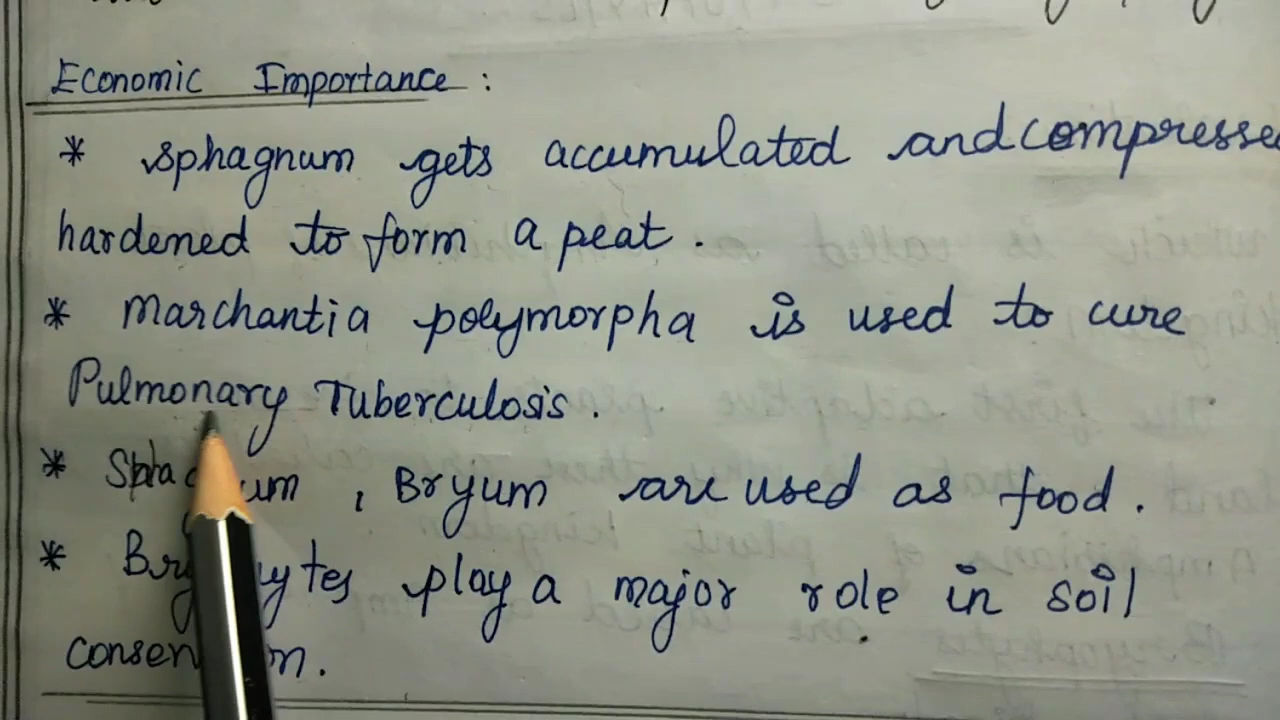 Economic Importance :
* Sphagnum gets accumulated and compresse
hardened to form a peat .
* Marchantia polymorpha is used to cure
Pulmonary Tuberculosis .
, Bryum are used as food .
* play a major role in soil